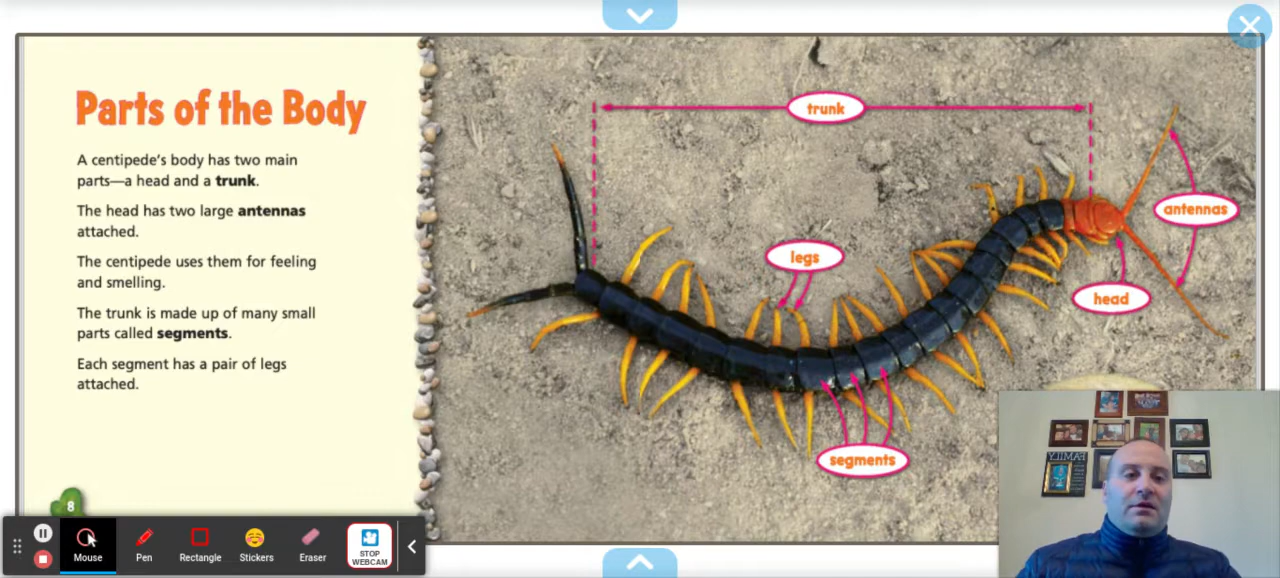 Parts of the Body
A centipede's body has two main
parts—a head and a trunk.
The head has two large antennas
attached.
The centipede uses them for feeling
and smelling.
The trunk is made up of many small
parts called segments.
Each segment has a pair of legs
attached.
8
trunk
antennas
legs
head
segments
FAMILY
Mouse
Pen
Rectangle
Stickers
Eraser
STOP
WEBCAM